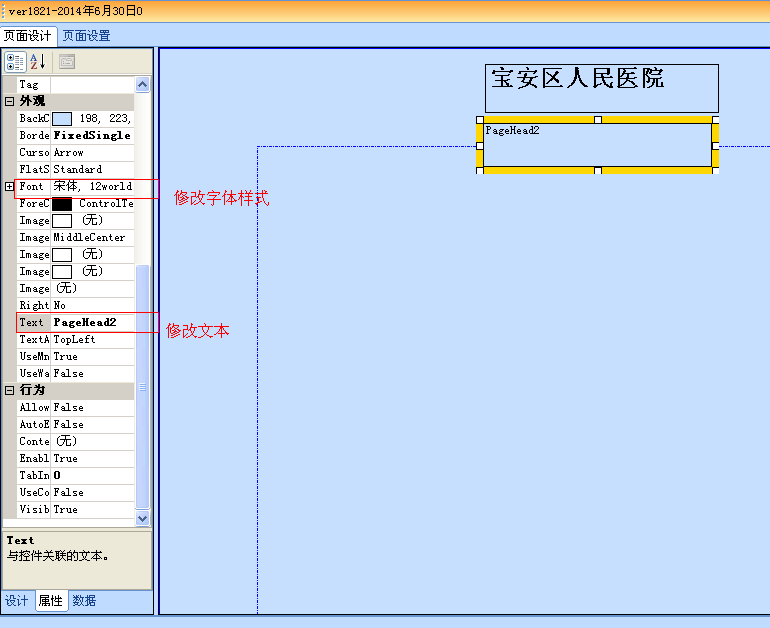 ver1821-2014年6月30日0
页面设计 页面设置
Tag
外观
BackC 198, 223,
Borde FixedSingle
Curso Arrow
FlatS Standard
Font 宋体, 12world
ForeC ControlTe
Image (无)
Image MiddleCenter
Image (无)
Image (无)
Image (无)
Right No
Text PageHead2
TextA TopLeft
UseMn True
UseWa False
行为
Allow False
AutoE False
Conte (无)
Enabl True
TabIn 0
UseCo False
Visib True
Text
与控件关联的文本。
设计 属性 数据
宝安区人民医院
PageHead2
修改字体样式
修改文本